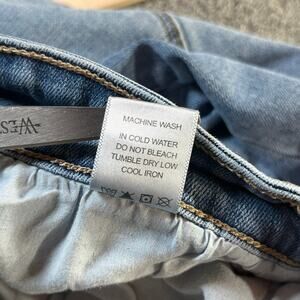 MACHINE WASH
IN COLD WATER
DO NOT BLEACH
TUMBLE DRY LOW
COOL IRON